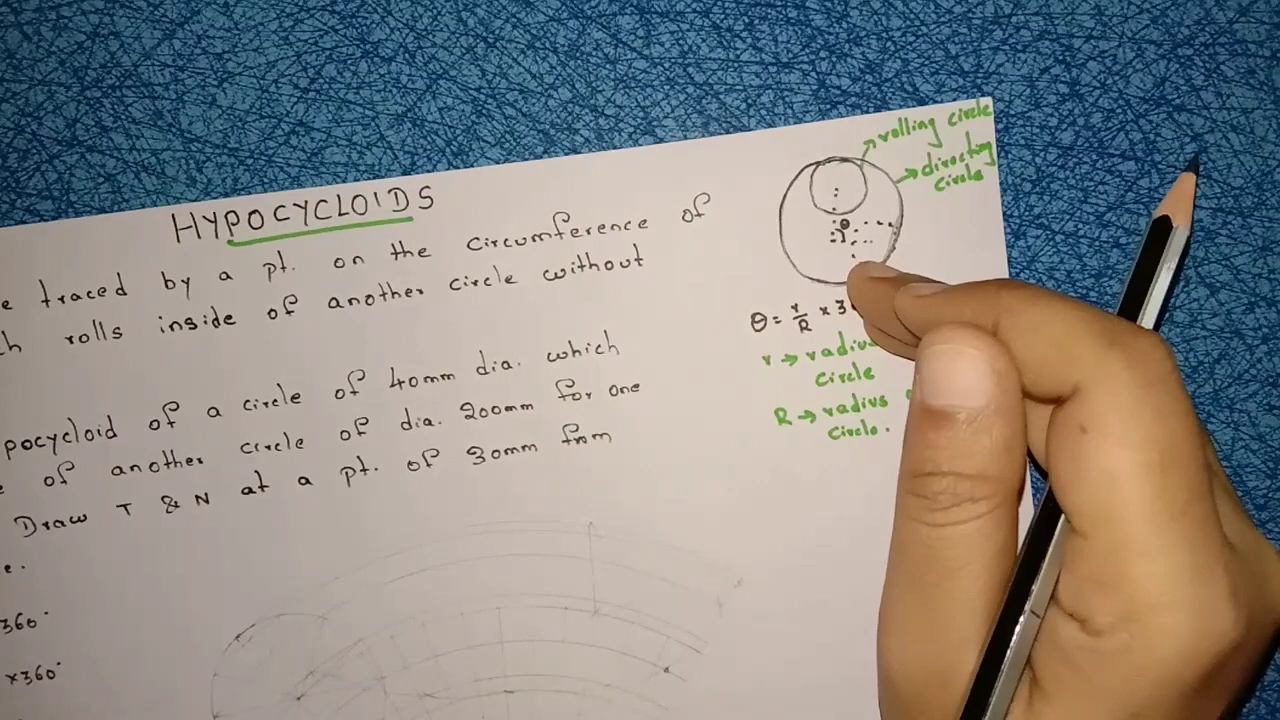 HYPOCYCLOIDS
traced by a pt. on the circumference of
rolls inside of another circle without
of a circle of 40mm dia. which
of another circle of dia. 200mm for one
Draw T & N at a pt. of 30mm from
360°
x360°
rolling circle
directing
circle
θ
θ = r/R x 3
r → radius
circle
R → radius
circle.